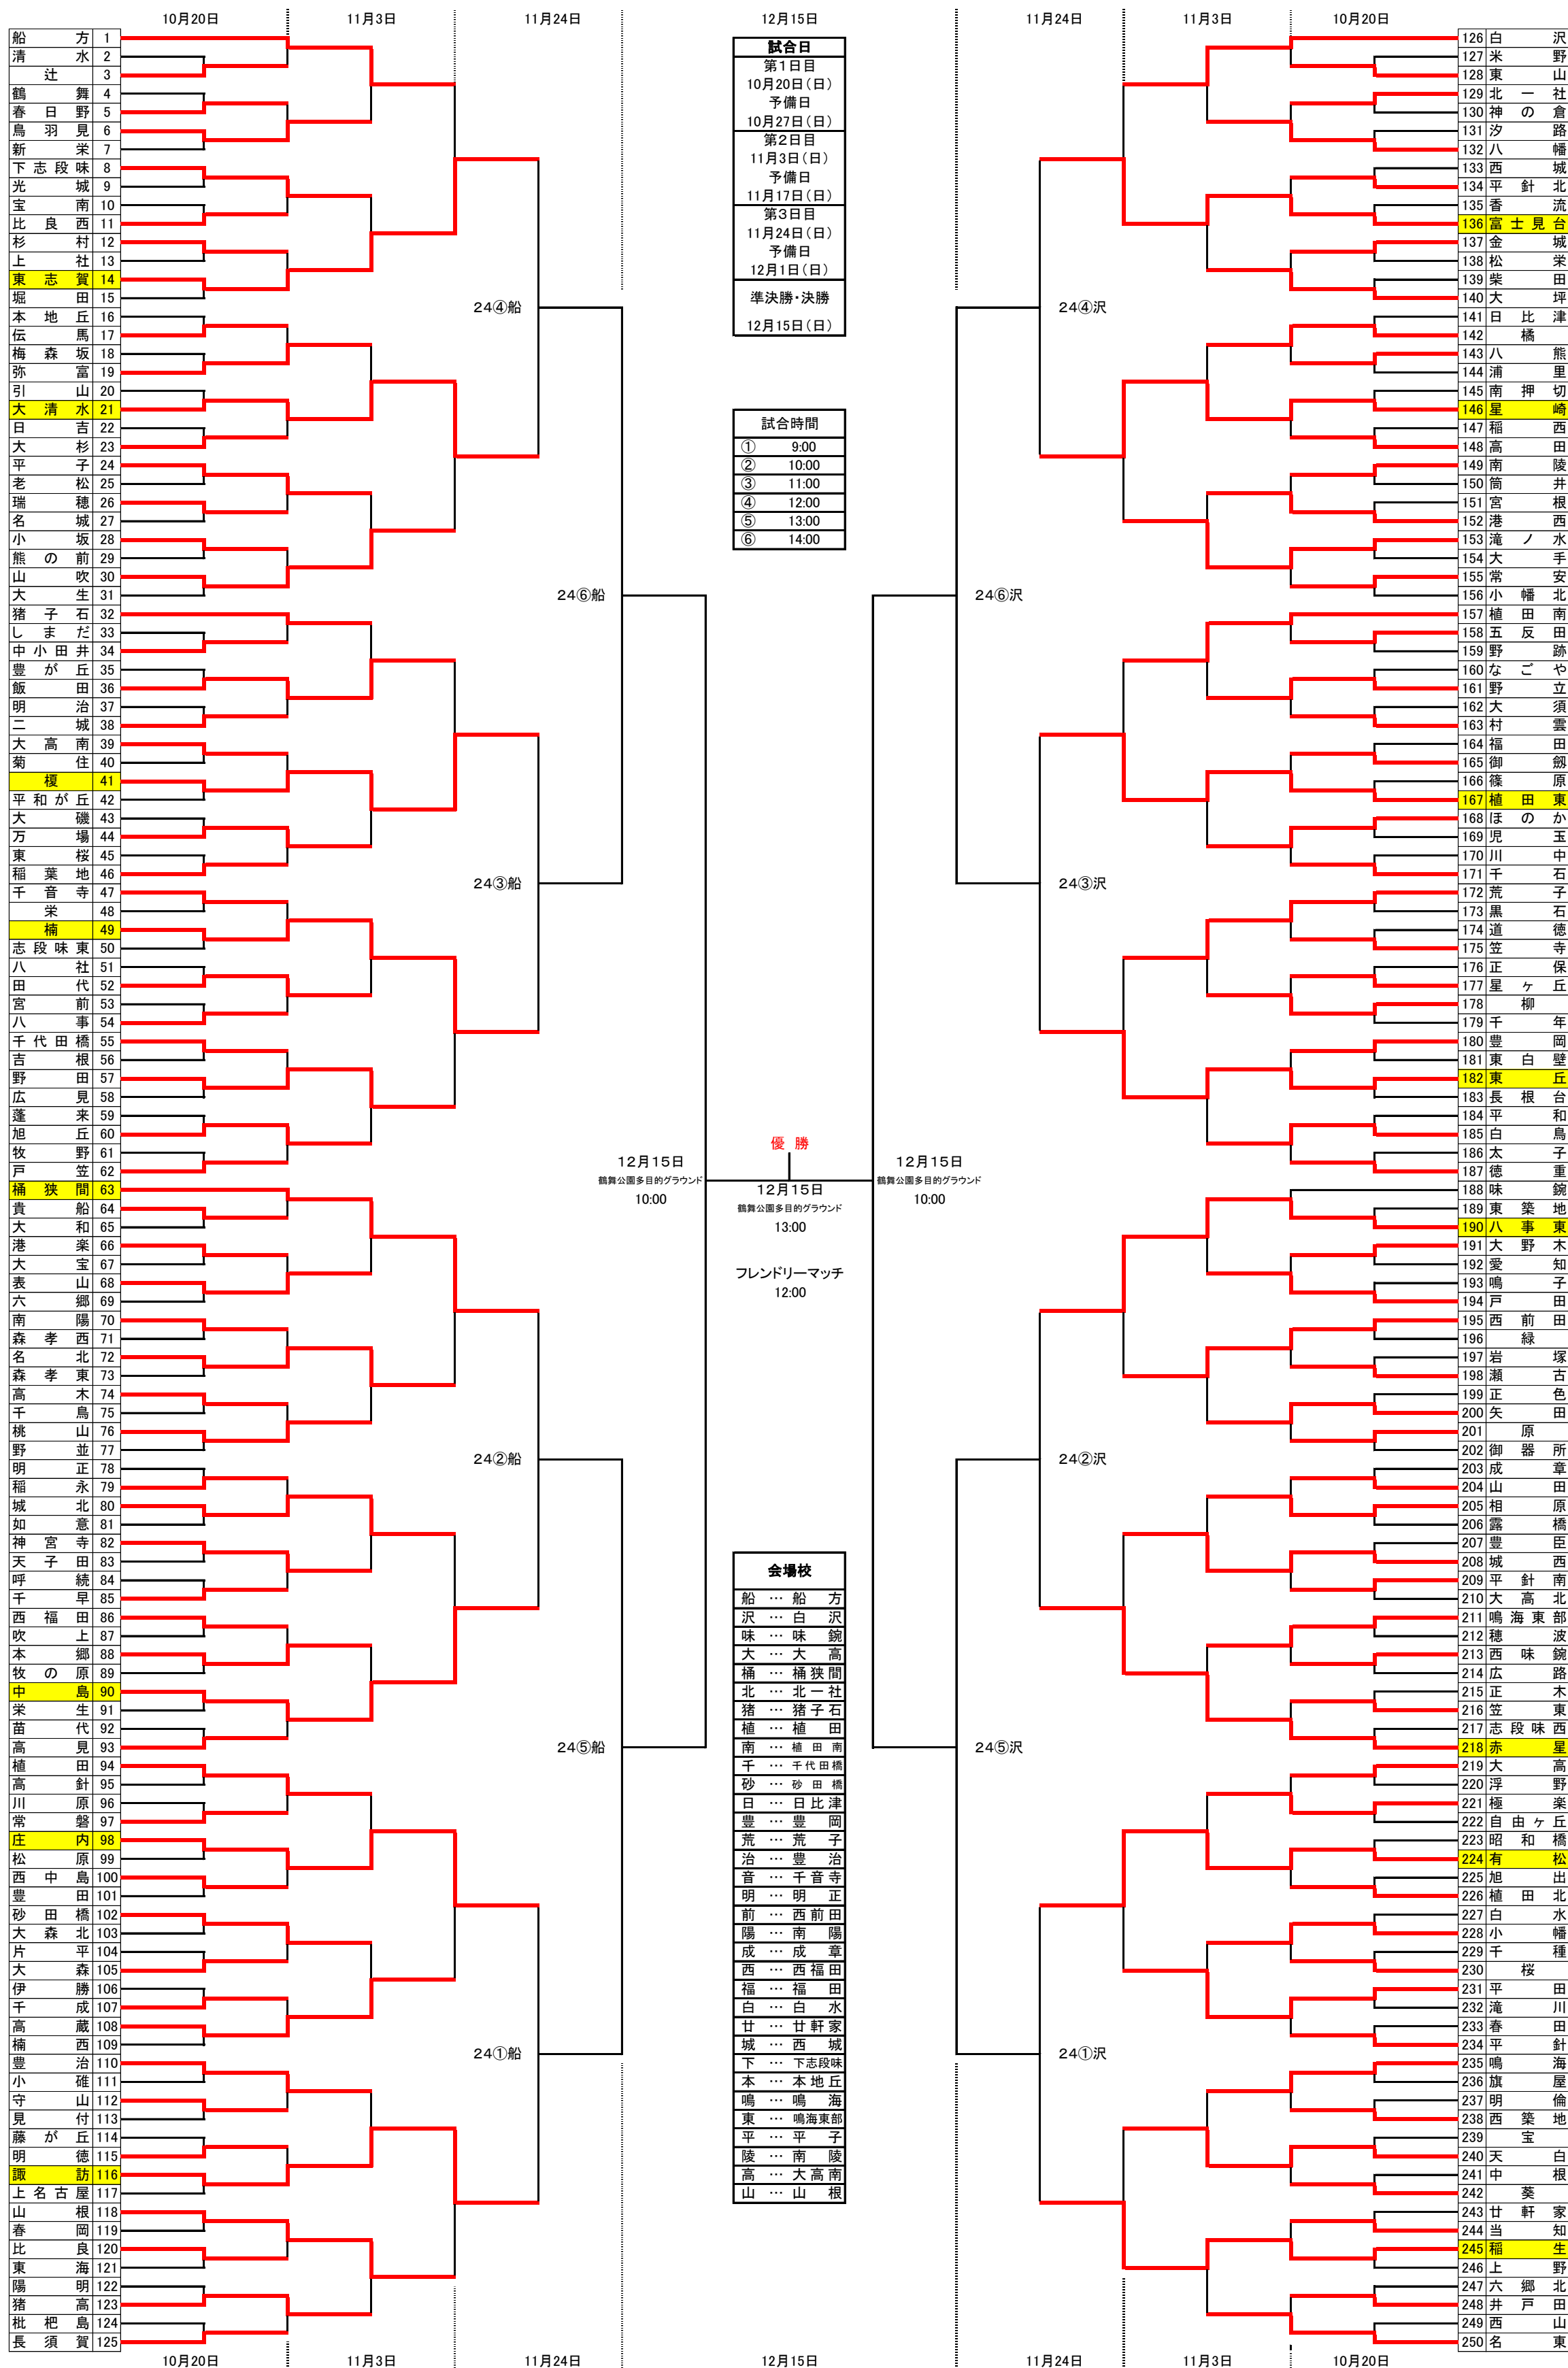 10月20日 11月3日 11月24日 12月15日 11月24日 11月3日 10月20日
船方 1
清水 2
辻 3
鶴舞 4
春日野 5
鳥羽見 6
新栄 7
下志段味 8
光城 9
宝南 10
比良西 11
杉村 12
上社 13
東志賀 14
堀田 15
本地丘 16
伝馬 17
梅森坂 18
弥富 19
引山 20
大清水 21
日吉 22
大杉 23
平子 24
老松 25
瑞穂 26
名城 27
小坂 28
熊の前 29
山吹 30
大生 31
猪子石 32
しまだ 33
中小田井 34
豊が丘 35
飯田 36
明治 37
二城 38
大高南 39
菊住 40
榎 41
平和が丘 42
大磯 43
万場 44
東桜 45
稲葉地 46
千音寺 47
栄 48
楠 49
志段味東 50
八社 51
田代 52
宮前 53
八事 54
千代田橋 55
吉根 56
野田 57
広見 58
蓬来 59
旭丘 60
牧野 61
戸笠 62
桶狭間 63
貴船 64
大和 65
港楽 66
大宝 67
表山 68
六郷 69
南陽 70
森孝西 71
名北 72
森孝東 73
高木 74
千鳥 75
桃山 76
野並 77
明正 78
稲永 79
城北 80
如意 81
神宮寺 82
天子田 83
呼続 84
千早 85
西福田 86
吹上 87
本郷 88
牧の原 89
中島 90
栄生 91
苗代 92
高見 93
植田 94
高針 95
川原 96
常磐 97
庄内 98
松原 99
西中島 100
豊田 101
砂田橋 102
大森北 103
片平 104
大森 105
伊勝 106
千成 107
高蔵 108
楠西 109
豊治 110
小碓 111
守山 112
見付 113
藤が丘 114
明徳 115
諏訪 116
上名古屋 117
山根 118
春岡 119
比良 120
東海 121
陽明 122
猪高 123
枇杷島 124
長須賀 125
24④船
24⑥船
24③船
24②船
24⑤船
24①船
試合日
第1日目
10月20日(日)
予備日
10月27日(日)
第2日目
11月3日(日)
予備日
11月17日(日)
第3日目
11月24日(日)
予備日
12月1日(日)
準決勝・決勝
12月15日(日)
試合時間
① 9:00
② 10:00
③ 11:00
④ 12:00
⑤ 13:00
⑥ 14:00
優勝
12月15日
鶴舞公園多目的グラウンド
10:00
12月15日
鶴舞公園多目的グラウンド
13:00
12月15日
鶴舞公園多目的グラウンド
10:00
フレンドリーマッチ
12:00
会場校
船 … 船方
沢 … 白沢
味 … 味鋺
大 … 大高
桶 … 桶狭間
北 … 北一社
猪 … 猪子石
植 … 植田
南 … 植田南
千 … 千代田橋
砂 … 砂田橋
日 … 日比津
豊 … 豊岡
荒 … 荒子
治 … 豊治
音 … 千音寺
明 … 明正
前 … 西前田
陽 … 南陽
成 … 成章
西 … 西福田
福 … 福田
白 … 白水
廿 … 廿軒家
城 … 西城
下 … 下志段味
本 … 本地丘
鳴 … 鳴海
東 … 鳴海東部
平 … 平子
陵 … 南陵
高 … 大高南
山 … 山根
24④沢
24⑥沢
24③沢
24②沢
24⑤沢
24①沢
126 白沢
127 米野
128 東山
129 北一社
130 神の倉
131 汐路
132 八幡
133 西城
134 平針北
135 香流
136 富士見台
137 金城
138 松栄
139 柴田
140 大坪
141 日比津
142 橘
143 八熊
144 浦里
145 南押切
146 星崎
147 稲西
148 高田
149 南陵
150 筒井
151 宮根
152 港西
153 滝ノ水
154 大手
155 常安
156 小幡北
157 植田南
158 五反田
159 野跡
160 なごや
161 野立
162 大須
163 村雲
164 福田
165 御劔
166 篠原
167 植田東
168 ほのか
169 児玉
170 川中
171 千石
172 荒子
173 黒石
174 道徳
175 笠寺
176 正保
177 星ヶ丘
178 柳
179 千年
180 豊岡
181 東白壁
182 東丘
183 長根台
184 平和
185 白鳥
186 太子
187 徳重
188 味鋺
189 東築地
190 八事東
191 大野木
192 愛知
193 鳴子
194 戸田
195 西前田
196 緑
197 岩塚
198 瀬古
199 正色
200 矢田
201 原
202 御器所
203 成章
204 山田
205 相原
206 露橋
207 豊臣
208 城西
209 平針南
210 大高北
211 鳴海東部
212 穂波
213 西味鋺
214 広路
215 正木
216 笠東
217 志段味西
218 赤星
219 大高
220 浮野
221 極楽
222 自由ヶ丘
223 昭和橋
224 有松
225 旭出
226 植田北
227 白水
228 小幡
229 千種
230 桜
231 平田
232 滝川
233 春田
234 平針
235 鳴海
236 旗屋
237 明倫
238 西築地
239 宝
240 天白
241 中根
242 葵
243 廿軒家
244 当知
245 稲生
246 上野
247 六郷北
248 井戸田
249 西山
250 名東
10月20日 11月3日 11月24日 12月15日 11月24日 11月3日 10月20日